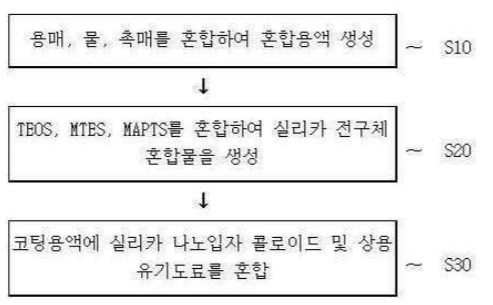 용매, 물, 촉매를 혼합하여 혼합용액 생성 ~ S10
↓
TEOS, MTES, MAPTS를 혼합하여 실리카 전구체
혼합물을 생성 ~ S20
↓
코팅용액에 실리카 나노입자 콜로이드 및 상용
유기도료를 혼합 ~ S30